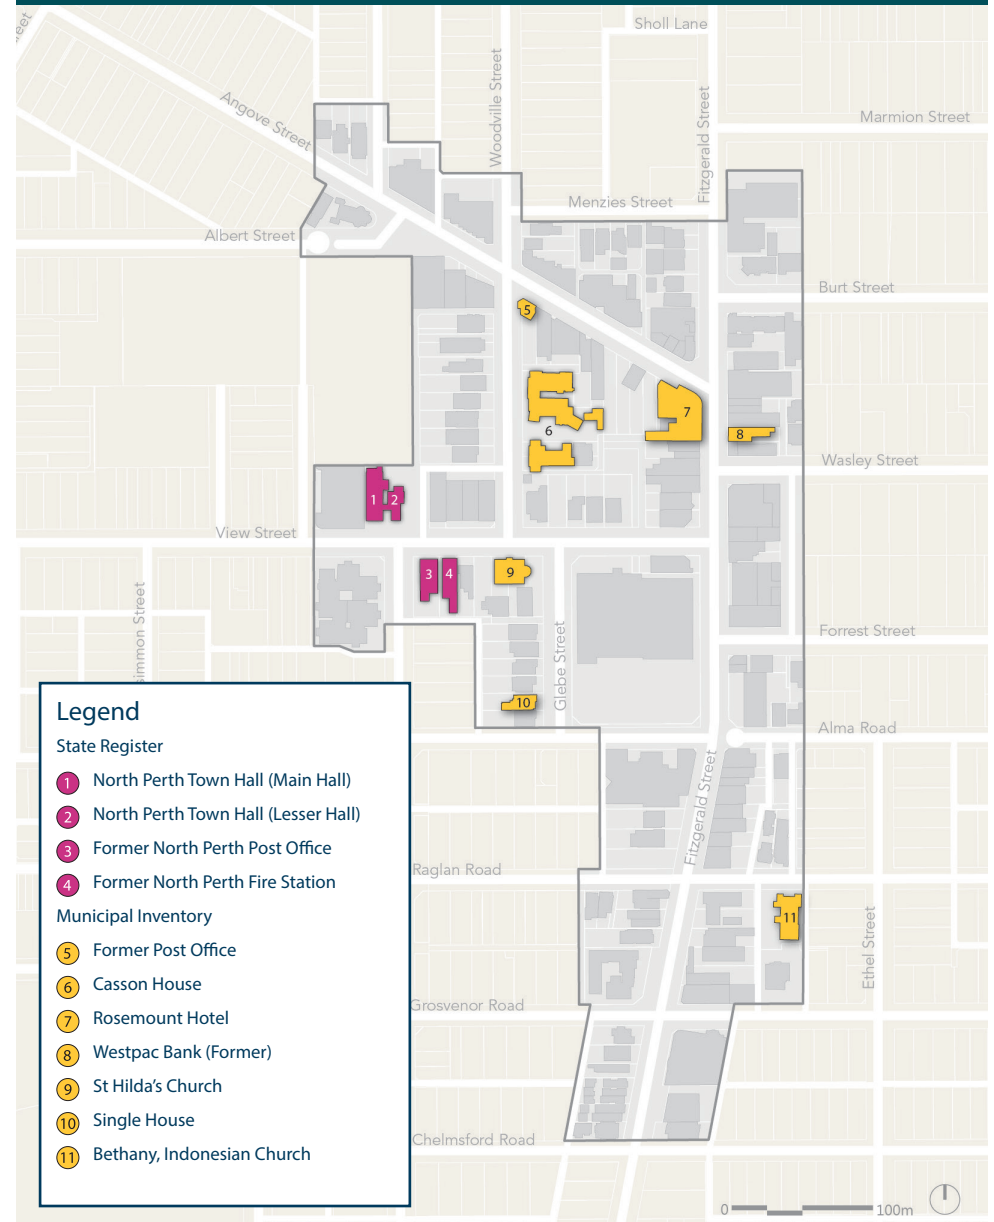 Sholl Lane
Woodville Street
Angove Street
Fitzgerald Street
Marmion Street
Menzies Street
Albert Street
Burt Street
5
7
6
8
Wasley Street
1
2
View Street
3
4
9
Glebe Street
Forrest Street
10
Alma Road
Fitzgerald Street
Raglan Road
11
Ethel Street
Grosvenor Road
Chelmsford Road
Legend
State Register
1 North Perth Town Hall (Main Hall)
2 North Perth Town Hall (Lesser Hall)
3 Former North Perth Post Office
4 Former North Perth Fire Station
Municipal Inventory
5 Former Post Office
6 Casson House
7 Rosemount Hotel
8 Westpac Bank (Former)
9 St Hilda's Church
10 Single House
11 Bethany, Indonesian Church
0 100m